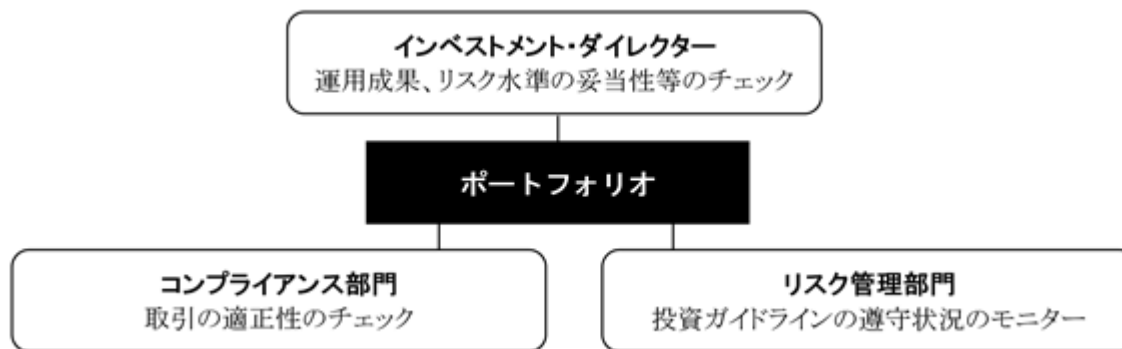 インベストメント・ダイレクター
運用成果、リスク水準の妥当性等のチェック
ポートフォリオ
コンプライアンス部門
取引の適正性のチェック
リスク管理部門
投資ガイドラインの遵守状況のモニター